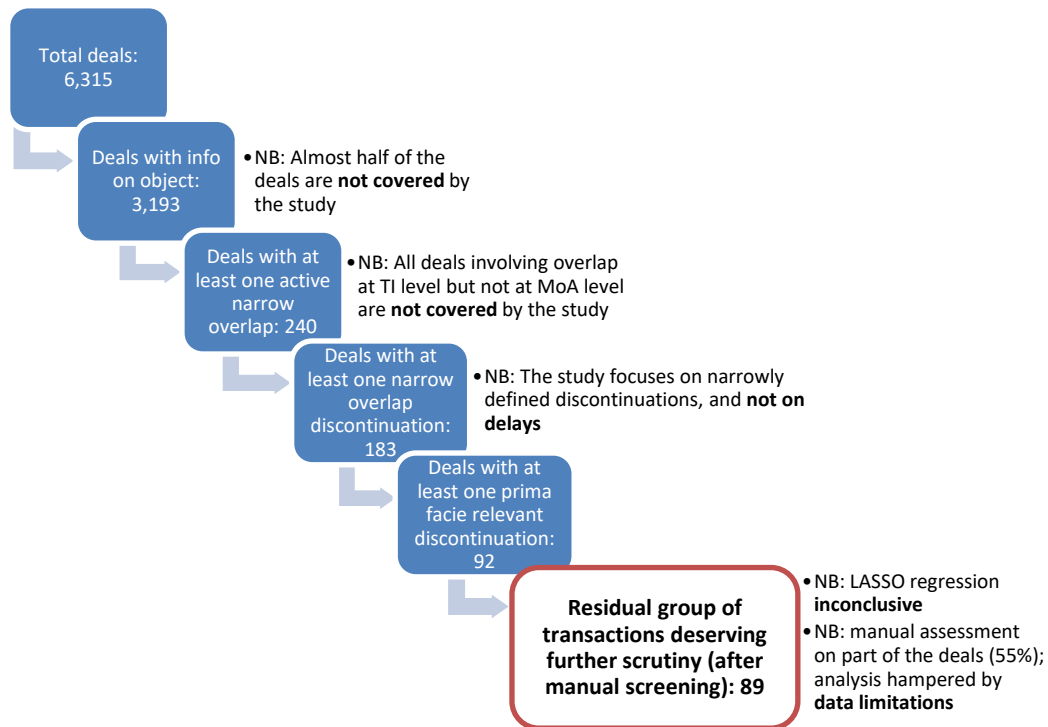 Total deals:
6,315
Deals with info
on object:
3,193
•NB: Almost half of the
deals are not covered by
the study
Deals with at
least one active
narrow
overlap: 240
•NB: All deals involving overlap
at TI level but not at MoA level
are not covered by the study
Deals with at
least one narrow
overlap
discontinuation:
183
•NB: The study focuses on narrowly
defined discontinuations, and not on
delays
Deals with at
least one prima
facie relevant
discontinuation:
92
Residual group of
transactions deserving
further scrutiny (after
manual screening): 89
•NB: LASSO regression
inconclusive
•NB: manual assessment
on part of the deals (55%);
analysis hampered by
data limitations